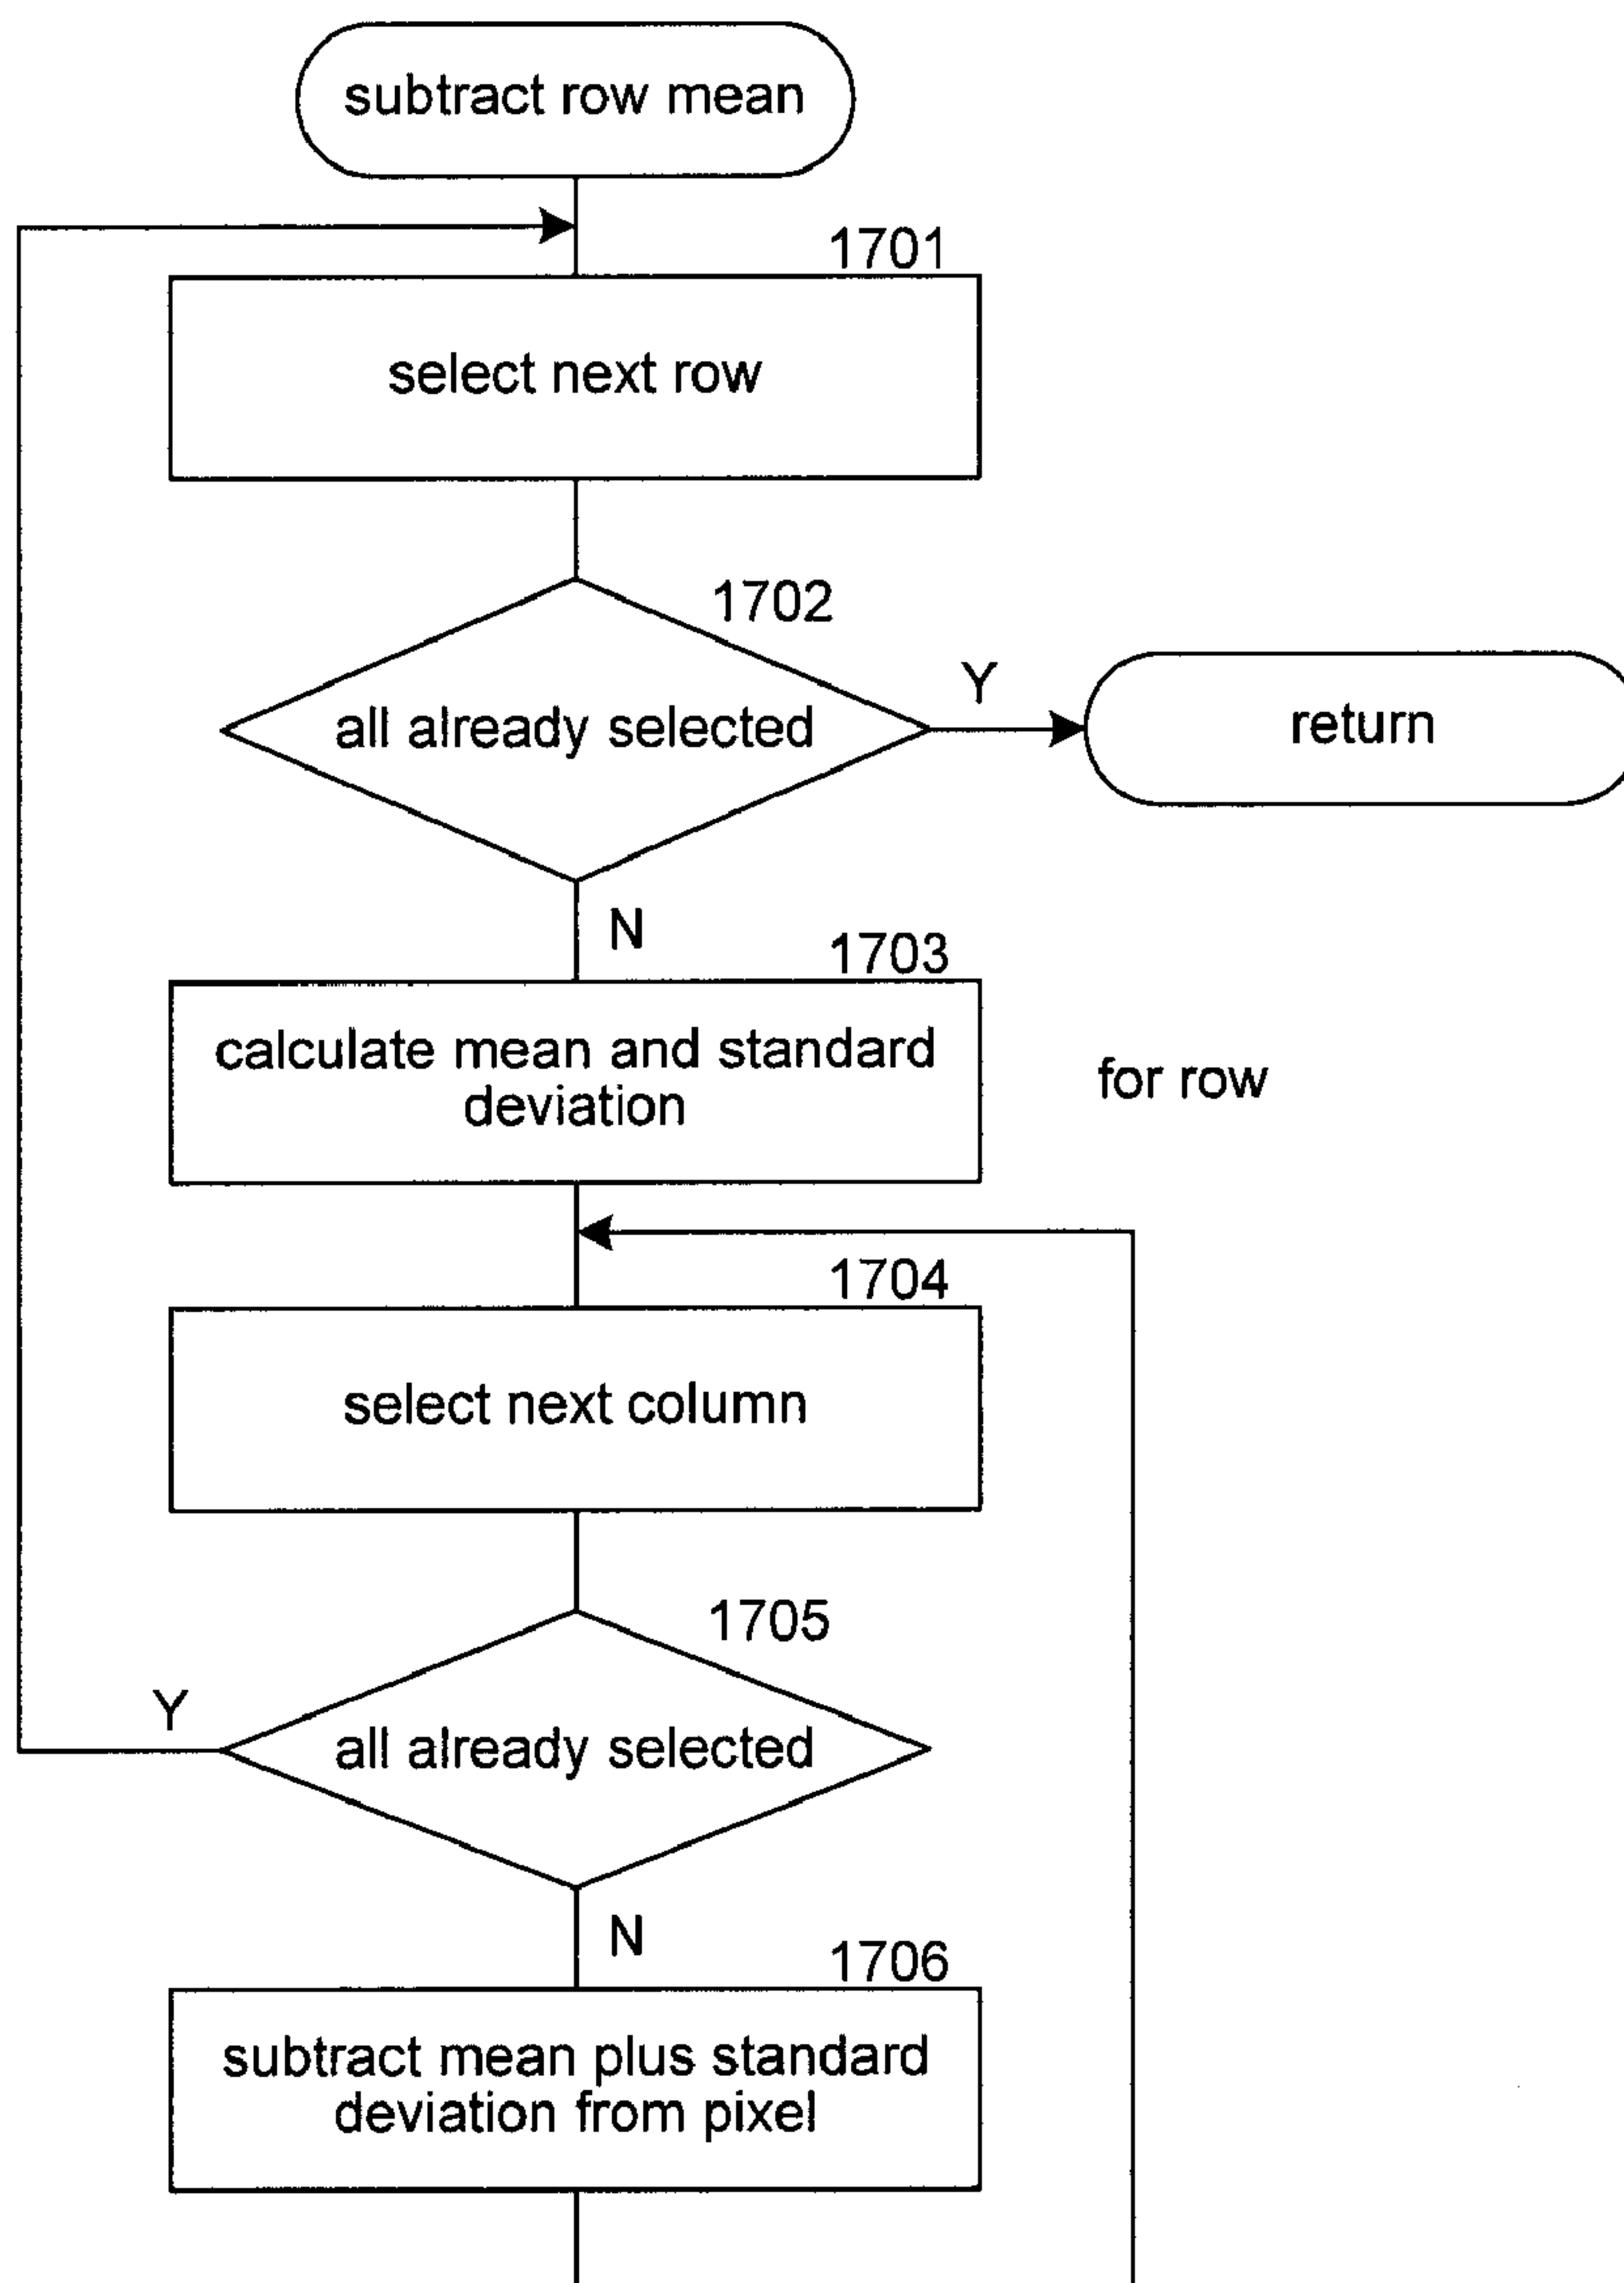 subtract row mean
1701
select next row
1702
all already selected
Y
return
N
1703
calculate mean and standard
deviation
for row
1704
select next column
1705
Y
all already selected
N
1706
subtract mean plus standard
deviation from pixel